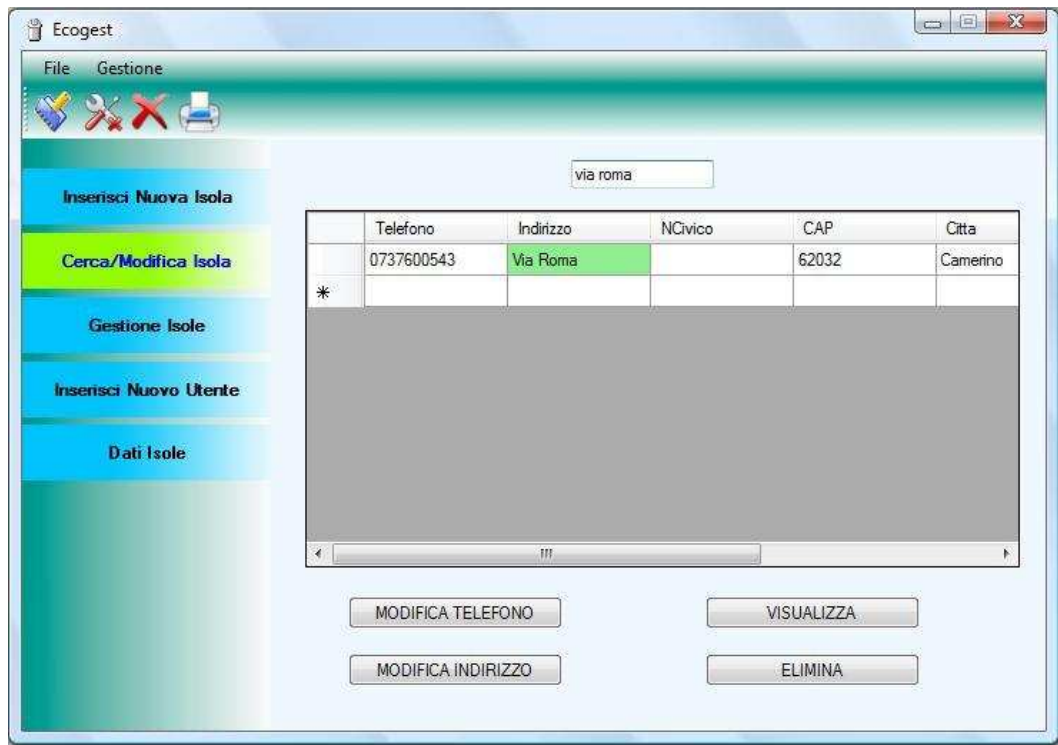 Ecogest
File Gestione
Inserisci Nuova Isola
Cerca/Modifica Isola
Gestione Isole
Inserisci Nuovo Utente
Dati Isole
via roma
Telefono Indirizzo NCivico CAP Citta
0737600543 Via Roma 62032 Camerino
*
MODIFICA TELEFONO VISUALIZZA
MODIFICA INDIRIZZO ELIMINA